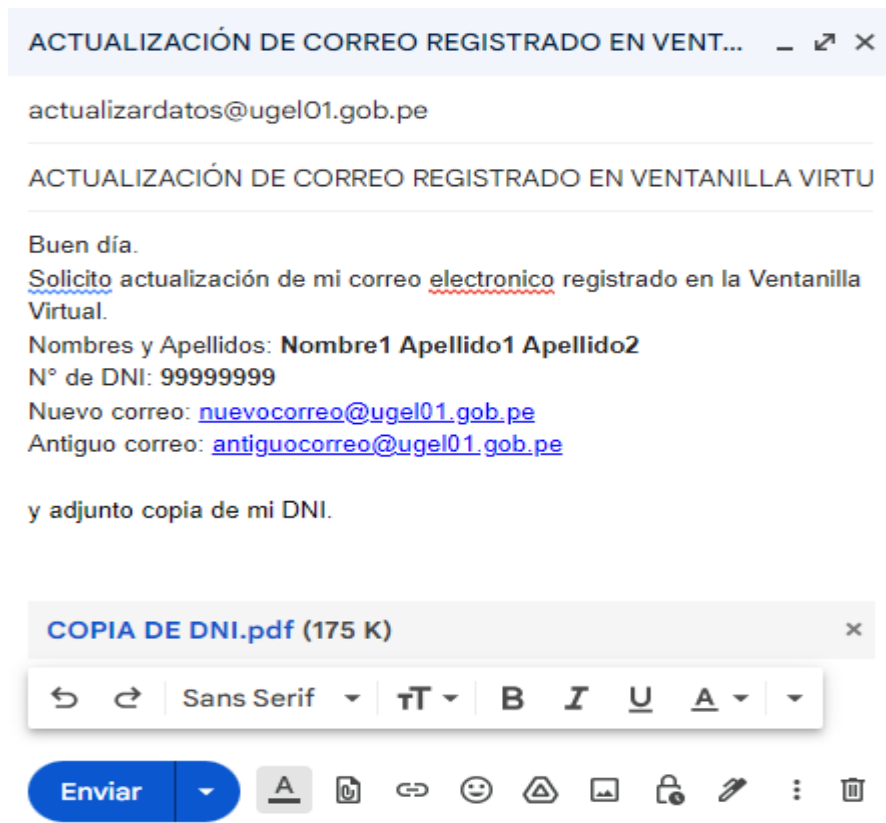 ACTUALIZACIÓN DE CORREO REGISTRADO EN VENT...
actualizardatos@ugel01.gob.pe
ACTUALIZACIÓN DE CORREO REGISTRADO EN VENTANILLA VIRTU
Buen día.
Solicito actualización de mi correo electronico registrado en la Ventanilla
Virtual.
Nombres y Apellidos: Nombre1 Apellido1 Apellido2
N° de DNI: 99999999
Nuevo correo: nuevocorreo@ugel01.gob.pe
Antiguo correo: antiguocorreo@ugel01.gob.pe
y adjunto copia de mi DNI.
COPIA DE DNI.pdf (175 K)
Sans Serif TT B I U A
Enviar A